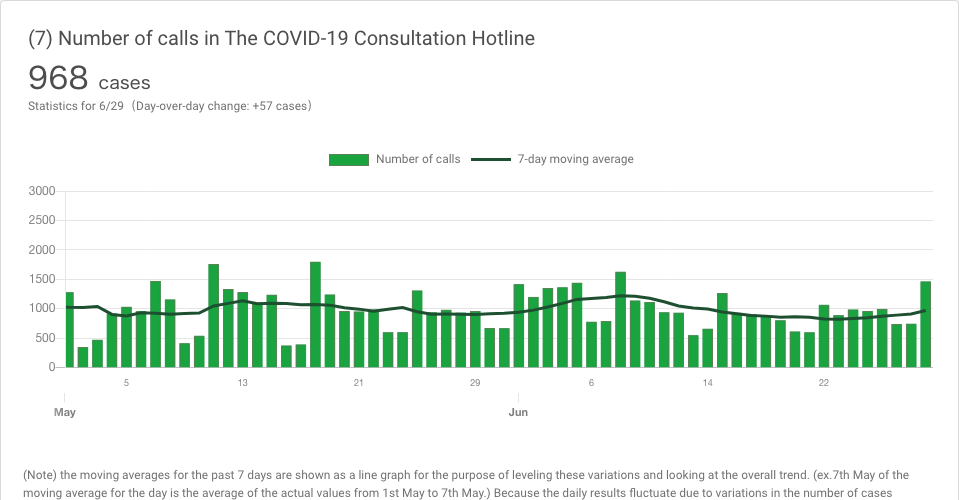 (7) Number of calls in The COVID-19 Consultation Hotline
968 cases
Statistics for 6/29 (Day-over-day change: +57 cases)
Number of calls 7-day moving average
3000
2500
2000
1500
1000
500
0
5 13 21 29 6 14 22
May Jun
(Note) the moving averages for the past 7 days are shown as a line graph for the purpose of leveling these variations and looking at the overall trend. (ex.7th May of the
moving average for the day is the average of the actual values from 1st May to 7th May.) Because the daily results fluctuate due to variations in the number of cases